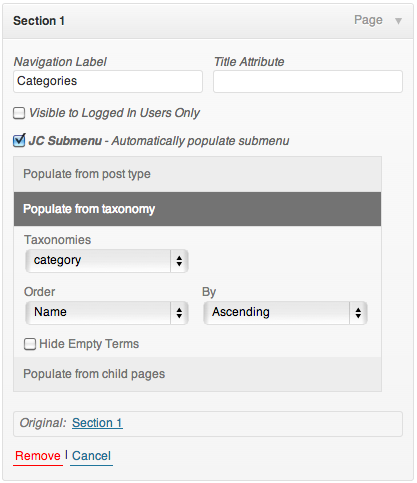 Section 1 Page
Navigation Label Title Attribute
Categories
Visible to Logged In Users Only
JC Submenu - Automatically populate submenu
Populate from post type
Populate from taxonomy
Taxonomies
category
Order By
Name Ascending
Hide Empty Terms
Populate from child pages
Original: Section 1
Remove | Cancel